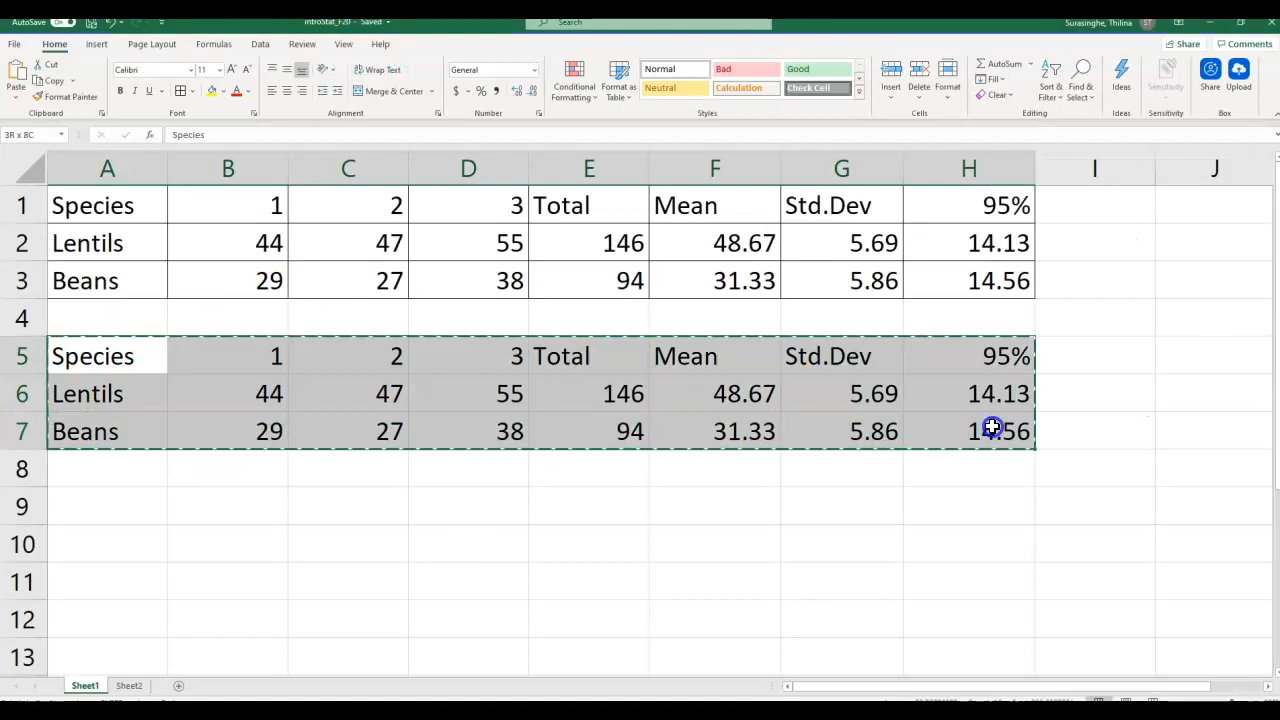 AutoSave On IntroStat_F20 - Saved Search Surasinghe, Thilina ST
File Home Insert Page Layout Formulas Data Review View Help Share Comments
Paste Cut Copy Format Painter Clipboard
Calibri 11 A A B I U A Font
Wrap Text Merge & Center Alignment
General $ % Number
Conditional Formatting Format as Table Normal Bad Good Neutral Calculation Check Cell Styles
Insert Delete Format Cells
AutoSum Fill Clear Sort & Filter Find & Select Editing
Ideas Ideas
Sensitivity Sensitivity
Share Upload Box
3R x 8C fx Species
A B C D E F G H I J
1 Species 1 2 3 Total Mean Std.Dev 95%
2 Lentils 44 47 55 146 48.67 5.69 14.13
3 Beans 29 27 38 94 31.33 5.86 14.56
4
5 Species 1 2 3 Total Mean Std.Dev 95%
6 Lentils 44 47 55 146 48.67 5.69 14.13
7 Beans 29 27 38 94 31.33 5.86 14.56
8
9
10
11
12
13
Sheet1 Sheet2